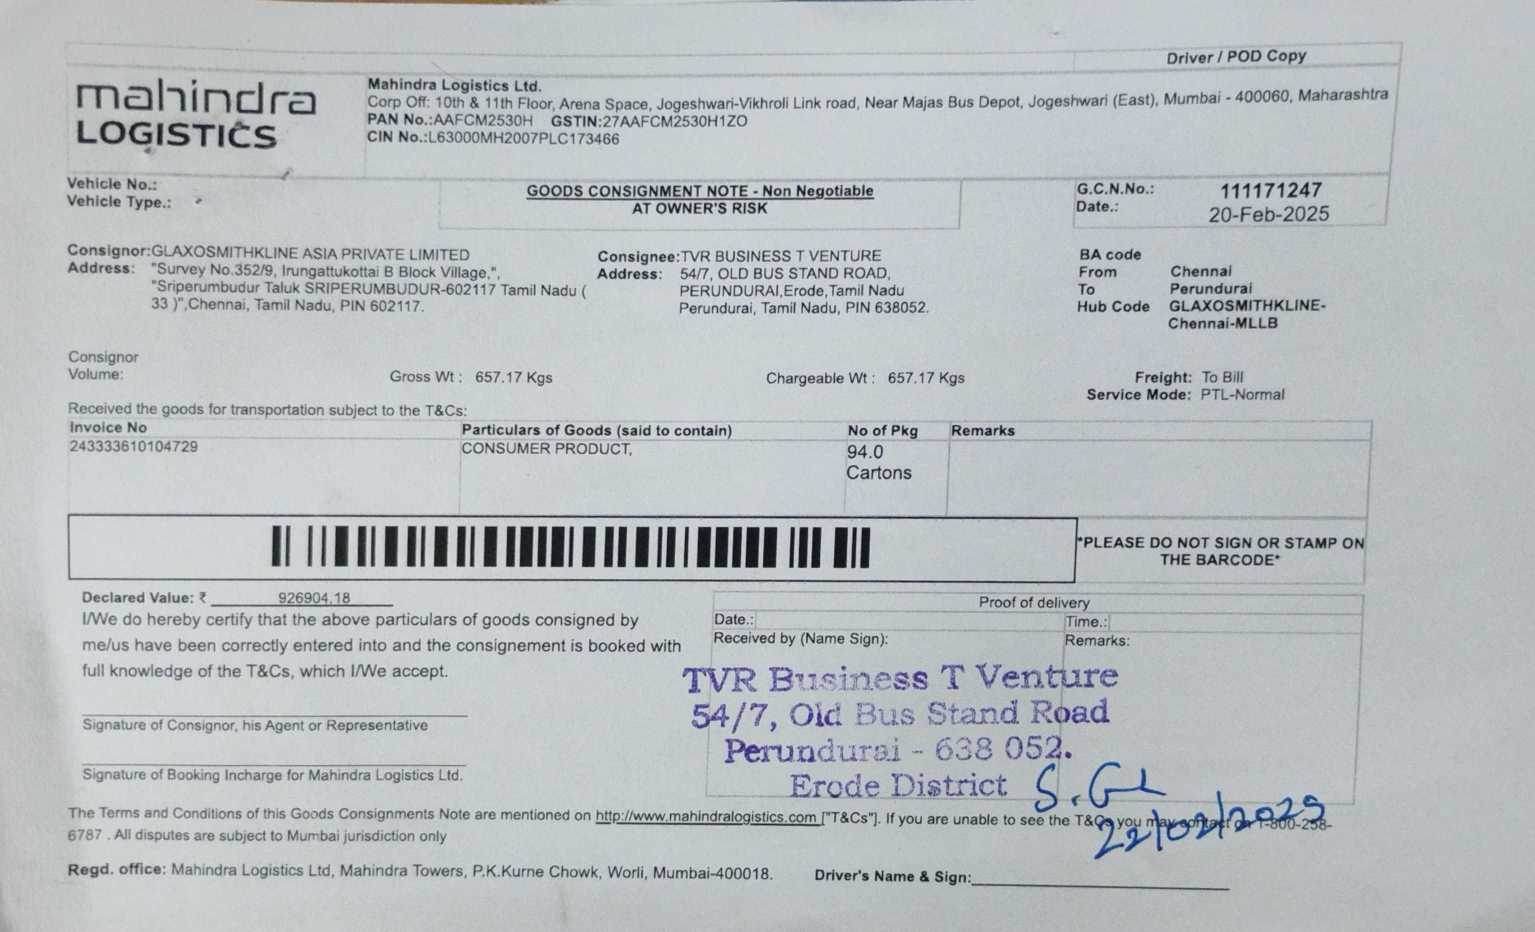 Driver / POD Copy
mahindra
LOGISTICS
Mahindra Logistics Ltd.
Corp Off: 10th & 11th Floor, Arena Space, Jogeshwari-Vikhroli Link road, Near Majas Bus Depot, Jogeshwari (East), Mumbai - 400060, Maharashtra
PAN No.:AAFCM2530H GSTIN:27AAFCM2530H1ZO
CIN No.:L63000MH2007PLC173466
Vehicle No.:
Vehicle Type.:
GOODS CONSIGNMENT NOTE - Non Negotiable
AT OWNER'S RISK
G.C.N.No.: 111171247
Date.: 20-Feb-2025
Consignor:GLAXOSMITHKLINE ASIA PRIVATE LIMITED
Address: "Survey No.352/9, Irungattukottai B Block Village,",
"Sriperumbudur Taluk SRIPERUMBUDUR-602117 Tamil Nadu (
33 )",Chennai, Tamil Nadu, PIN 602117.
Consignee:TVR BUSINESS T VENTURE
Address: 54/7, OLD BUS STAND ROAD,
PERUNDURAI,Erode,Tamil Nadu
Perundurai, Tamil Nadu, PIN 638052.
BA code
From Chennai
To Perundurai
Hub Code GLAXOSMITHKLINE-
Chennai-MLLB
Consignor
Volume:
Gross Wt : 657.17 Kgs
Chargeable Wt : 657.17 Kgs
Freight: To Bill
Service Mode: PTL-Normal
Received the goods for transportation subject to the T&Cs:
Invoice No Particulars of Goods (said to contain) No of Pkg Remarks
243333610104729 CONSUMER PRODUCT, 94.0
Cartons
*PLEASE DO NOT SIGN OR STAMP ON
THE BARCODE*
Declared Value: ₹ 926904.18
I/We do hereby certify that the above particulars of goods consigned by
me/us have been correctly entered into and the consignement is booked with
full knowledge of the T&Cs, which I/We accept.
Signature of Consignor, his Agent or Representative
Signature of Booking Incharge for Mahindra Logistics Ltd.
Proof of delivery
Date.: Time.:
Received by (Name Sign): Remarks:
TVR Business T Venture
54/7, Old Bus Stand Road
Perundurai - 638 052.
Erode District
22/02/2025
The Terms and Conditions of this Goods Consignments Note are mentioned on http://www.mahindralogistics.com ["T&Cs"]. If you are unable to see the T&Cs you may contact on 1-800-258-
6787 . All disputes are subject to Mumbai jurisdiction only
Regd. office: Mahindra Logistics Ltd, Mahindra Towers, P.K.Kurne Chowk, Worli, Mumbai-400018.
Driver's Name & Sign: